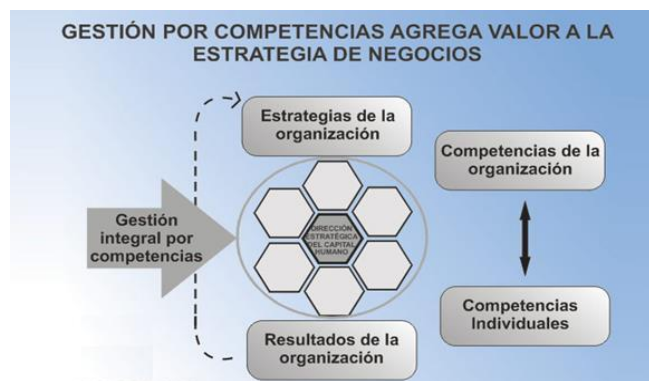 GESTIÓN POR COMPETENCIAS AGREGA VALOR A LA
ESTRATEGIA DE NEGOCIOS
Estrategias de la
organización
Competencias de la
organización
Gestión
integral por
competencias
DIRECCIÓN
ESTRATÉGICA
DEL CAPITAL
HUMANO
Competencias
Individuales
Resultados de la
organización